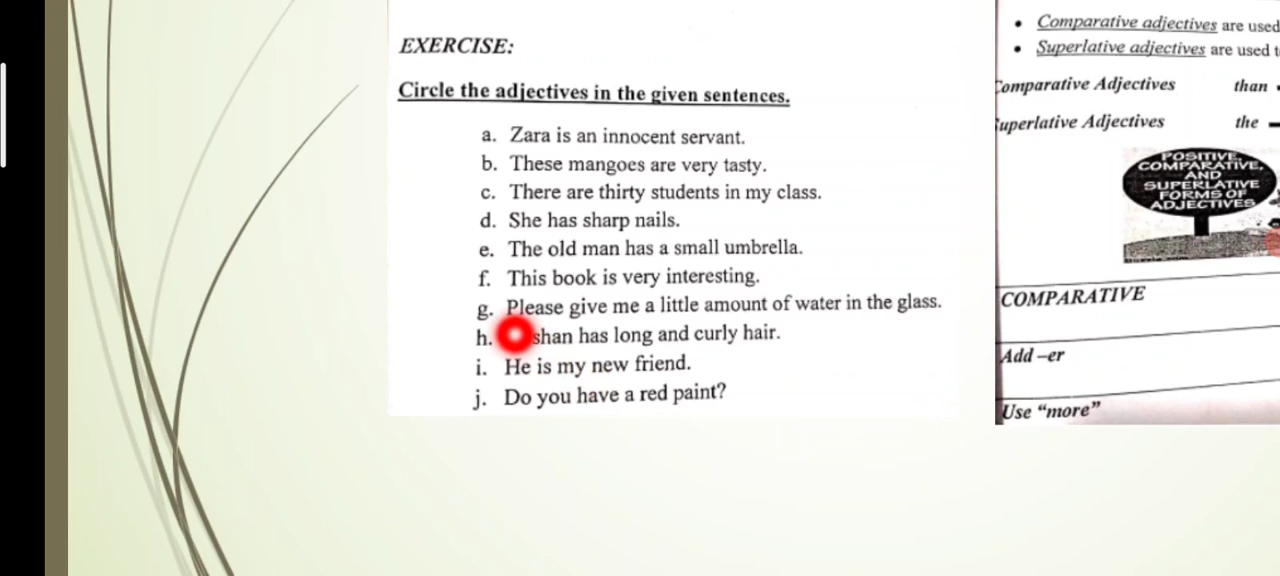 EXERCISE:
Circle the adjectives in the given sentences.
a. Zara is an innocent servant.
b. These mangoes are very tasty.
c. There are thirty students in my class.
d. She has sharp nails.
e. The old man has a small umbrella.
f. This book is very interesting.
g. Please give me a little amount of water in the glass.
h. shan has long and curly hair.
i. He is my new friend.
j. Do you have a red paint?
• Comparative adjectives are used
• Superlative adjectives are used t
Comparative Adjectives than
uperlative Adjectives the
POSITIVE,
COMPARATIVE,
AND
SUPERLATIVE
FORMS OF
ADJECTIVES
COMPARATIVE
Add –er
Use “more”